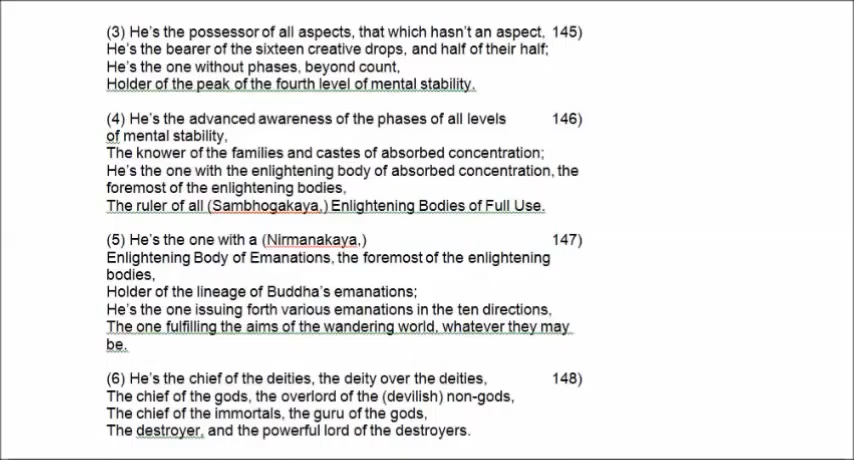 (3) He's the possessor of all aspects, that which hasn't an aspect, 145)
He's the bearer of the sixteen creative drops, and half of their half;
He's the one without phases, beyond count,
Holder of the peak of the fourth level of mental stability.
(4) He's the advanced awareness of the phases of all levels 146)
of mental stability,
The knower of the families and castes of absorbed concentration;
He's the one with the enlightening body of absorbed concentration, the
foremost of the enlightening bodies,
The ruler of all (Sambhogakaya,) Enlightening Bodies of Full Use.
(5) He's the one with a (Nirmanakaya,) 147)
Enlightening Body of Emanations, the foremost of the enlightening
bodies,
Holder of the lineage of Buddha's emanations;
He's the one issuing forth various emanations in the ten directions,
The one fulfilling the aims of the wandering world, whatever they may
be.
(6) He's the chief of the deities, the deity over the deities, 148)
The chief of the gods, the overlord of the (devilish) non-gods,
The chief of the immortals, the guru of the gods,
The destroyer, and the powerful lord of the destroyers.